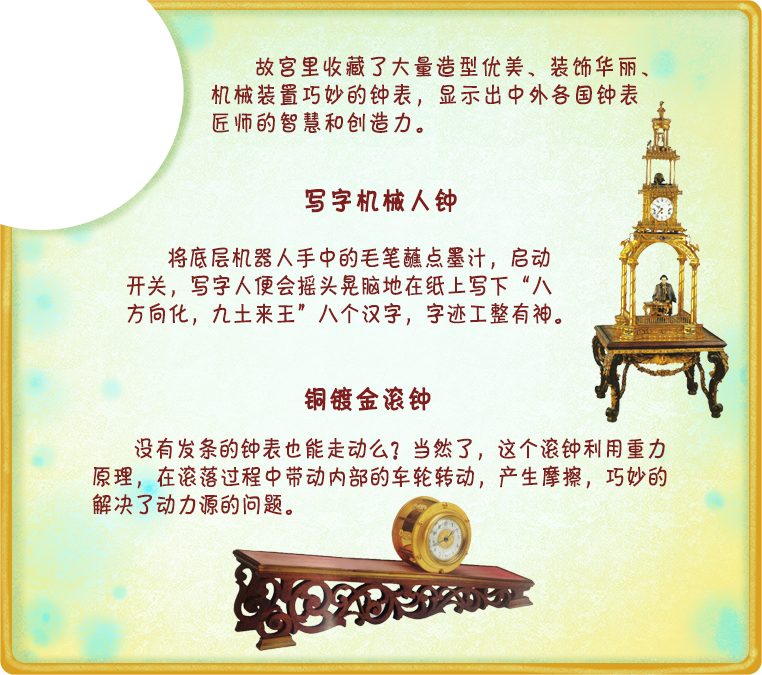 故宫里收藏了大量造型优美、装饰华丽、
机械装置巧妙的钟表，显示出中外各国钟表
匠师的智慧和创造力。
写字机械人钟
将底层机器人手中的毛笔蘸点墨汁，启动
开关，写字人便会摇头晃脑地在纸上写下“八
方向化，九土来王”八个汉字，字迹工整有神。
铜镀金滚钟
没有发条的钟表也能走动么？当然了，这个滚钟利用重力
原理，在滚落过程中带动内部的车轮转动，产生摩擦，巧妙的
解决了动力源的问题。